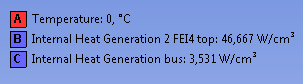 A Temperature: 0, °C
B Internal Heat Generation 2 FEI4 top: 46,667 W/cm³
C Internal Heat Generation bus: 3,531 W/cm³